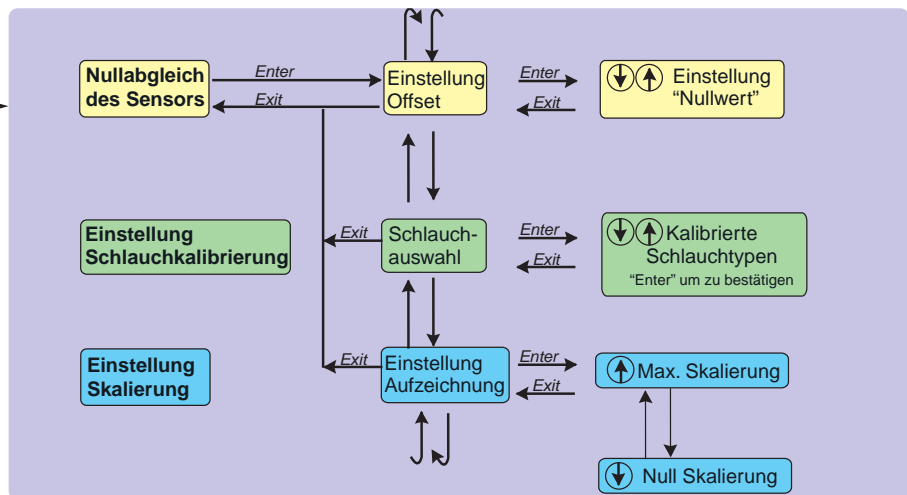 Nullabgleich
des Sensors
Enter
Exit
Einstellung
Offset
Enter
Exit
Einstellung
“Nullwert”
Einstellung
Schlauchkalibrierung
Exit
Schlauch-
auswahl
Enter
Exit
Kalibrierte
Schlauchtypen
“Enter” um zu bestätigen
Einstellung
Skalierung
Exit
Einstellung
Aufzeichnung
Enter
Exit
Max. Skalierung
Null Skalierung